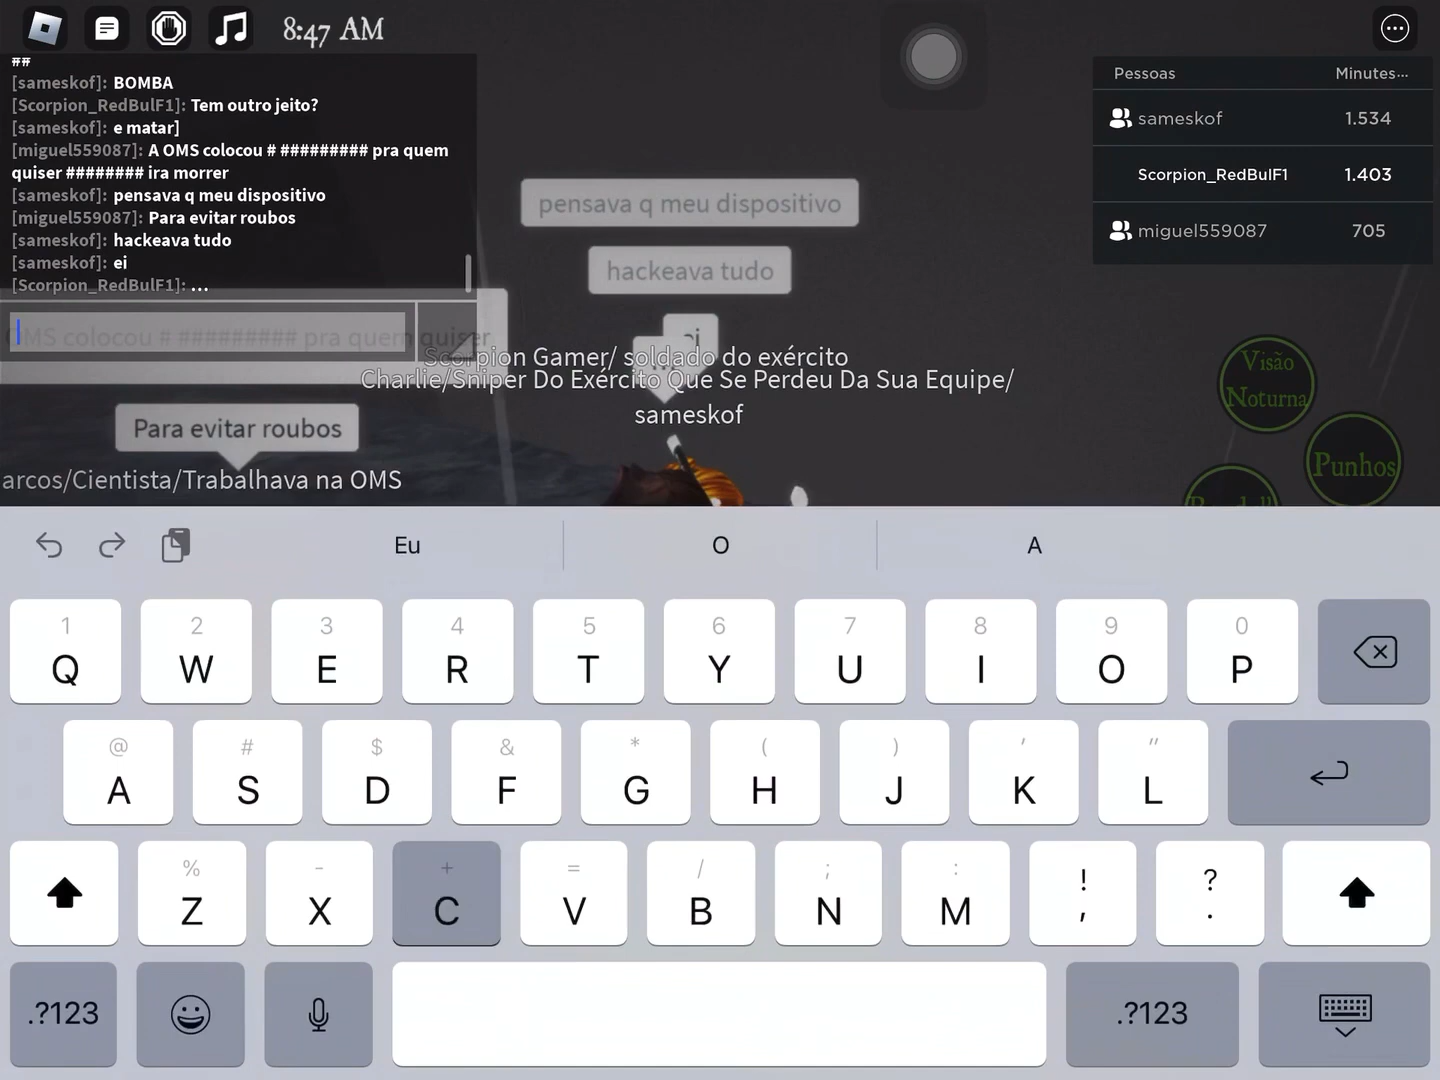 8:47 AM
##
[sameskof]: BOMBA
[Scorpion_RedBulF1]: Tem outro jeito?
[sameskof]: e matar]
[miguel559087]: A OMS colocou # ######### pra quem
quiser ######## ira morrer
[sameskof]: pensava q meu dispositivo
[miguel559087]: Para evitar roubos
[sameskof]: hackeava tudo
[sameskof]: ei
[Scorpion_RedBulF1]: ...
Pessoas Minutes...
sameskof 1.534
Scorpion_RedBulF1 1.403
miguel559087 705
pensava q meu dispositivo
hackeava tudo
ei
OMS colocou # ######### pra quem quiser
Scorpion Gamer/ soldado do exército
Charlie/Sniper Do Exército Que Se Perdeu Da Sua Equipe/
sameskof
Para evitar roubos
arcos/Cientista/Trabalhava na OMS
Visão
Noturna
Punhos
Eu O A
1 2 3 4 5 6 7 8 9 0
Q W E R T Y U I O P
@ # $ & * ( ) ' "
A S D F G H J K L
% - + = / ; : ! ?
Z X C V B N M , .
.?123 .?123